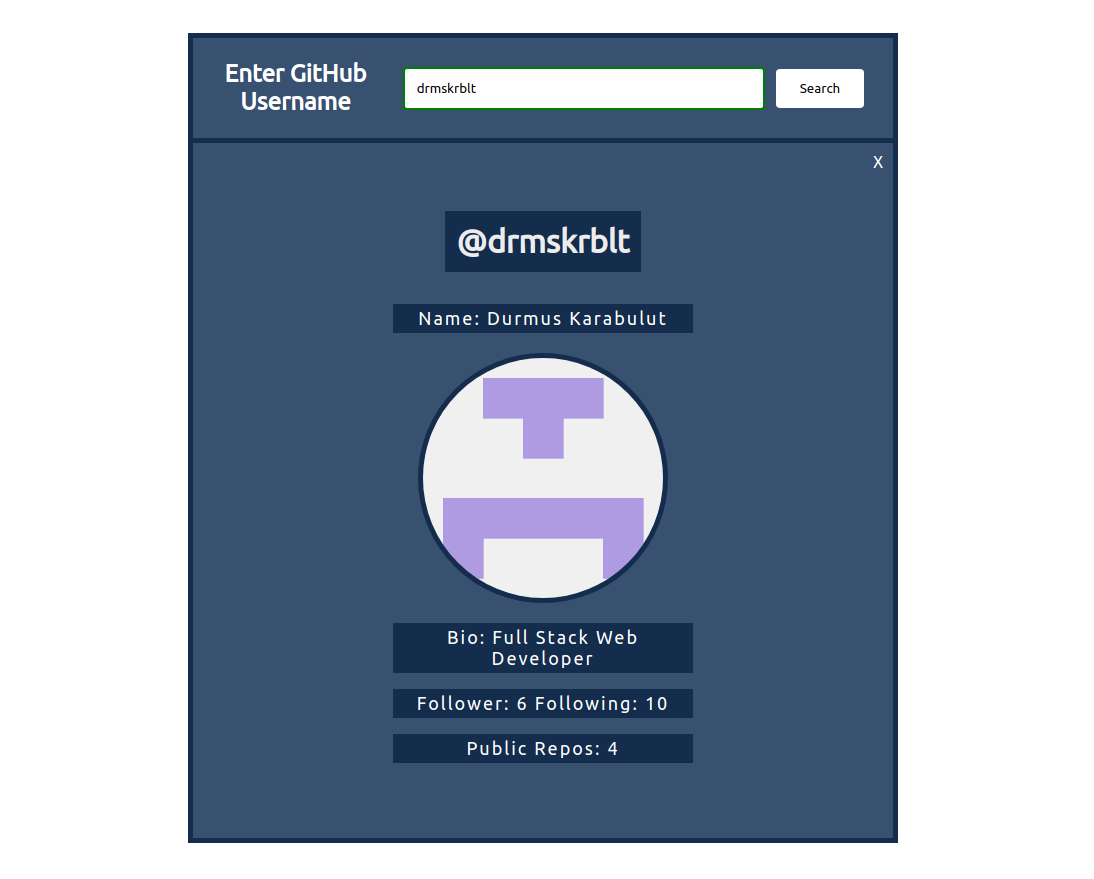 Enter GitHub
Username
drmskrblt
Search
X
@drmskrblt
Name: Durmus Karabulut
Bio: Full Stack Web
Developer
Follower: 6 Following: 10
Public Repos: 4